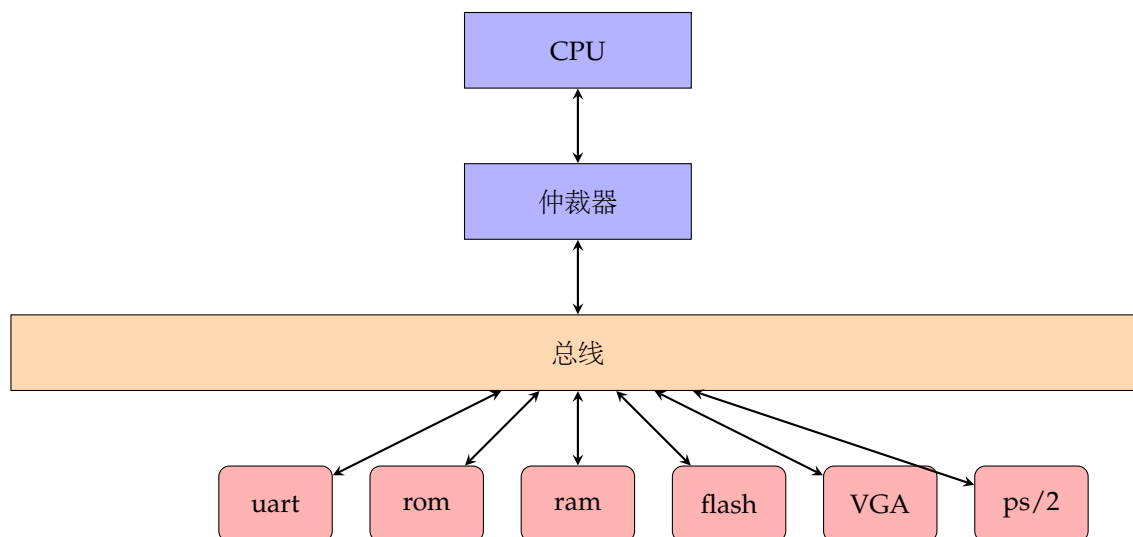 CPU
仲裁器
总线
uart
rom
ram
flash
VGA
ps/2